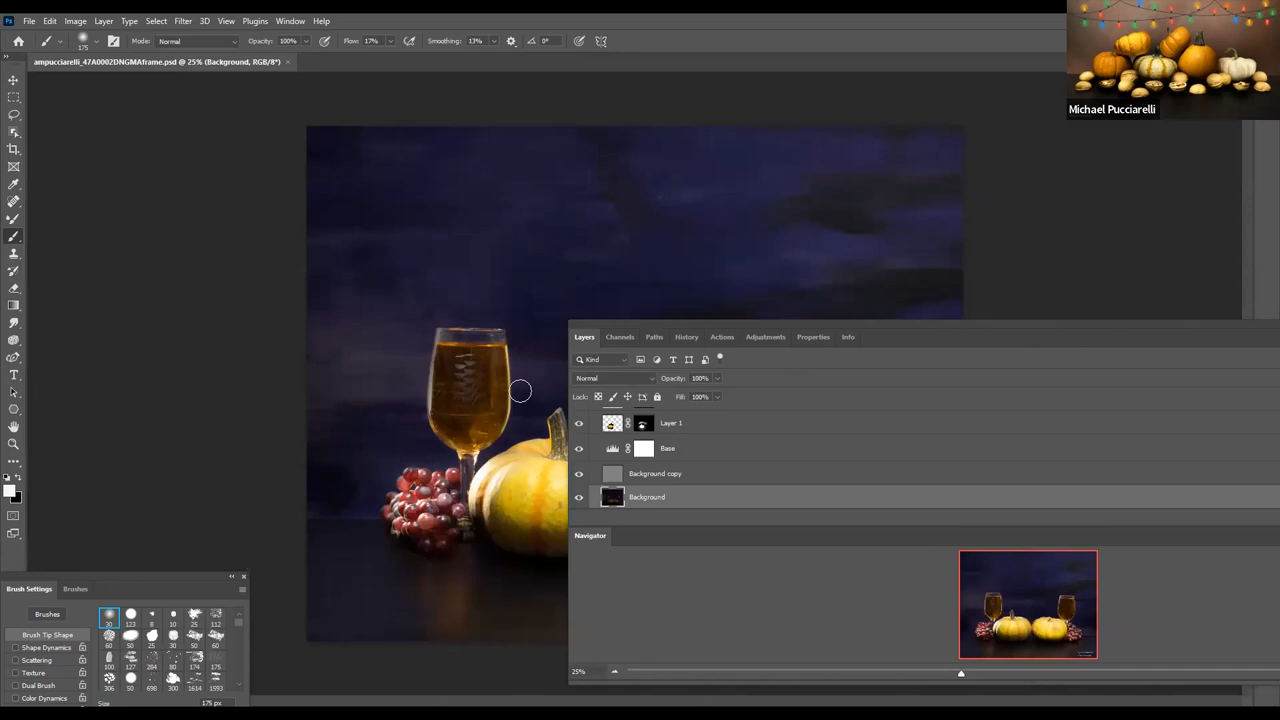 Ps File Edit Image Layer Type Select Filter 3D View Plugins Window Help
175 Mode: Normal Opacity: 100% Flow: 17% Smoothing: 13% 0°
ampucciarelli_47A0002DNGMAframe.psd @ 25% (Background, RGB/8*) ×
Michael Pucciarelli
Layers Channels Paths History Actions Adjustments Properties Info
Kind
Normal Opacity: 100%
Lock: Fill: 100%
Layer 1
Base
Background copy
Background
Navigator
25%
Brush Settings Brushes
Brushes
30 123 8 10 25 112
Brush Tip Shape
60 50 25 30 50 60
Shape Dynamics
Scattering
100 127 284 80 174 175
Texture
Dual Brush
306 50 698 300 1614 1593
Color Dynamics
Size 175 px